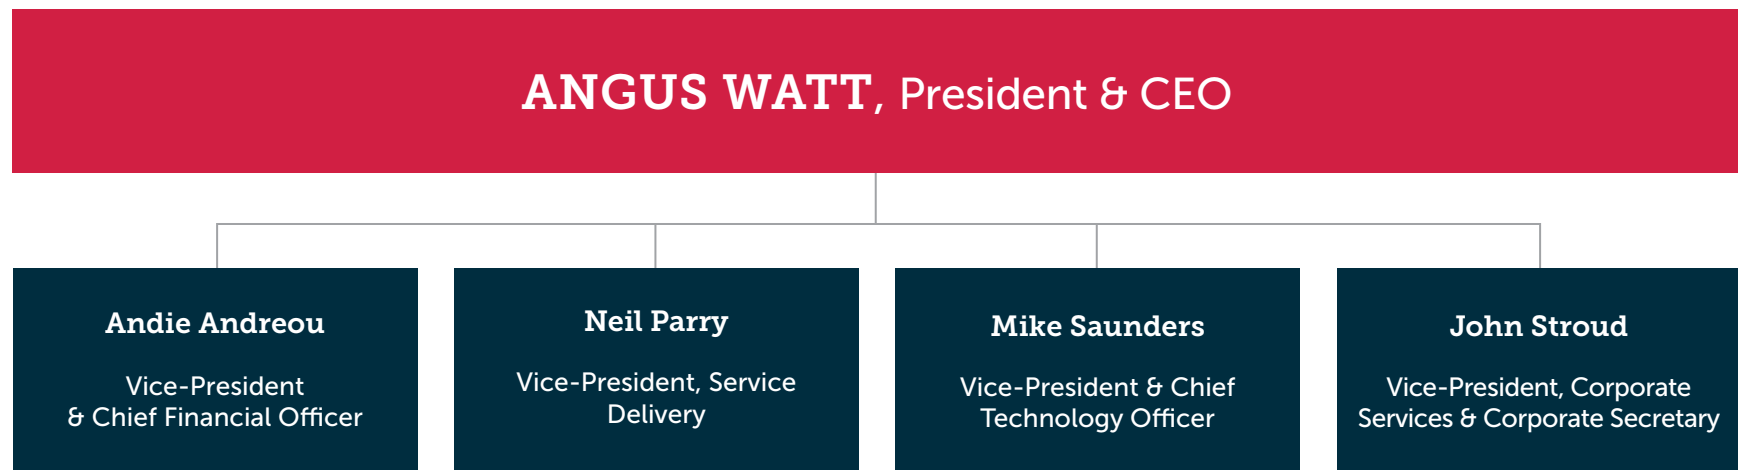 ANGUS WATT, President & CEO
Andie Andreou
Vice-President
& Chief Financial Officer
Neil Parry
Vice-President, Service
Delivery
Mike Saunders
Vice-President & Chief
Technology Officer
John Stroud
Vice-President, Corporate
Services & Corporate Secretary